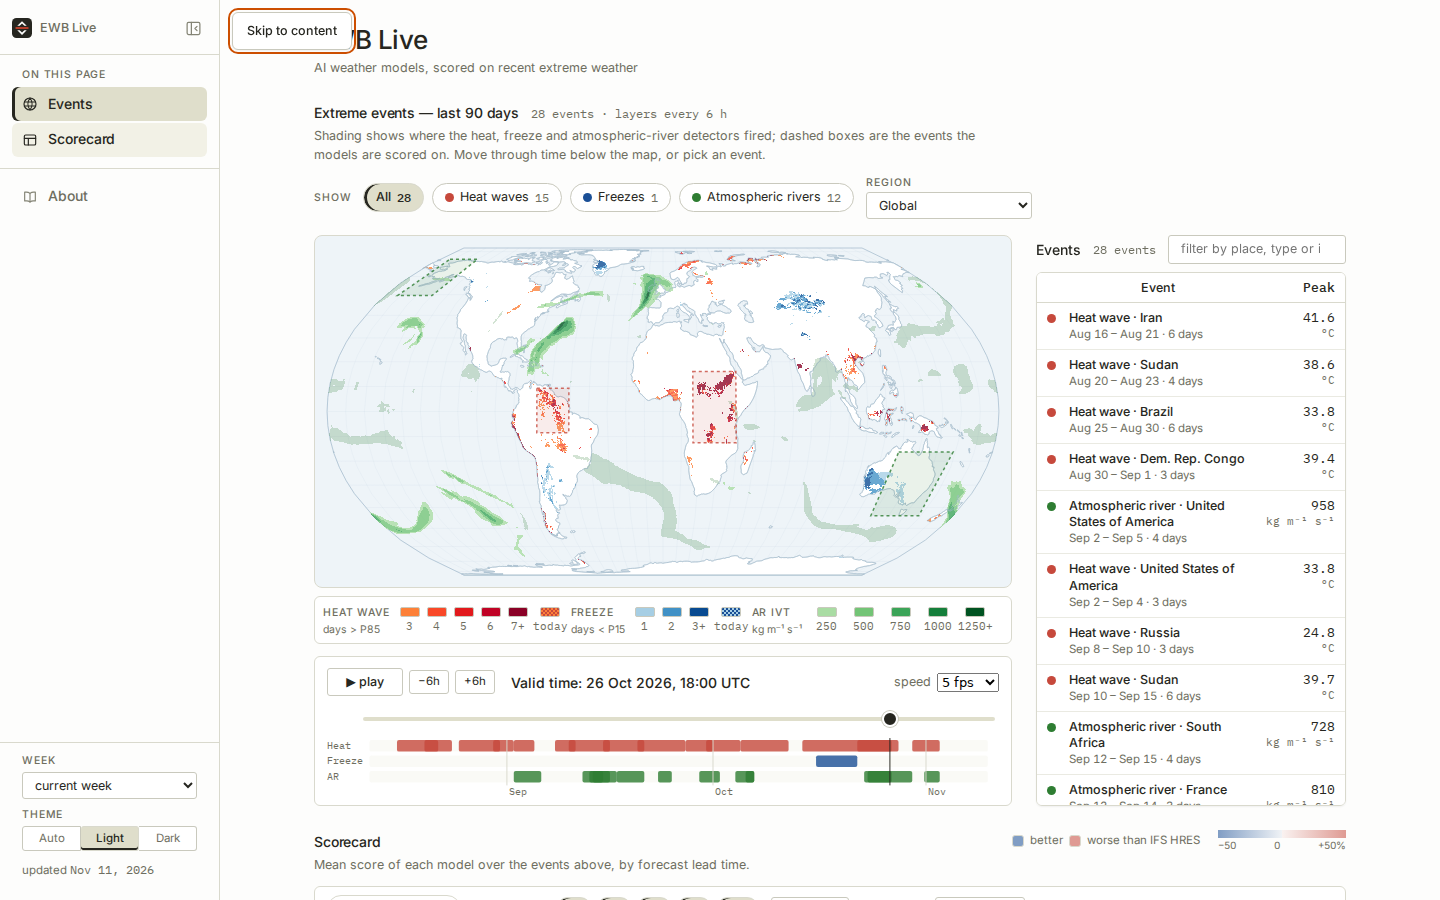 EWB Live
ON THIS PAGE
Events
Scorecard
About
WEEK
current week
THEME
Auto Light Dark
updated Nov 11, 2026
Skip to content
B Live
AI weather models, scored on recent extreme weather
Extreme events — last 90 days 28 events · layers every 6 h
Shading shows where the heat, freeze and atmospheric-river detectors fired; dashed boxes are the events the
models are scored on. Move through time below the map, or pick an event.
SHOW All 28 Heat waves 15 Freezes 1 Atmospheric rivers 12
REGION
Global
HEAT WAVE
days > P85
3 4 5 6 7+ today
FREEZE
days < P15
1 2 3+ today
AR IVT
kg m⁻¹ s⁻¹
250 500 750 1000 1250+
▶ play −6h +6h Valid time: 26 Oct 2026, 18:00 UTC speed 5 fps
Heat
Freeze
AR
Sep Oct Nov
Events 28 events filter by place, type or i
Event Peak
Heat wave · Iran 41.6
Aug 16 – Aug 21 · 6 days °C
Heat wave · Sudan 38.6
Aug 20 – Aug 23 · 4 days °C
Heat wave · Brazil 33.8
Aug 25 – Aug 30 · 6 days °C
Heat wave · Dem. Rep. Congo 39.4
Aug 30 – Sep 1 · 3 days °C
Atmospheric river · United 958
States of America kg m⁻¹ s⁻¹
Sep 2 – Sep 5 · 4 days
Heat wave · United States of 33.8
America °C
Sep 2 – Sep 4 · 3 days
Heat wave · Russia 24.8
Sep 8 – Sep 10 · 3 days °C
Heat wave · Sudan 39.7
Sep 10 – Sep 15 · 6 days °C
Atmospheric river · South 728
Africa kg m⁻¹ s⁻¹
Sep 12 – Sep 15 · 4 days
Atmospheric river · France 810
Sep 12 – Sep 14 · 3 days kg m⁻¹ s⁻¹
Scorecard
Mean score of each model over the events above, by forecast lead time.
better worse than IFS HRES
−50 0 +50%